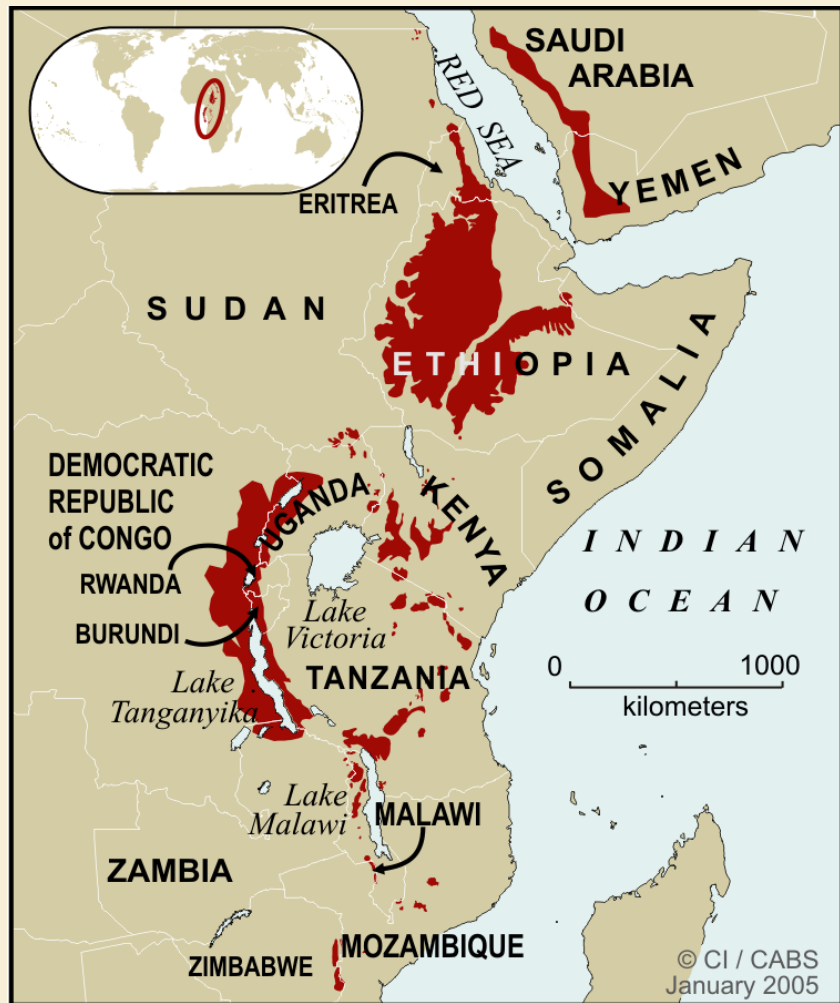 SAUDI
ARABIA
RED SEA
YEMEN
ERITREA
SUDAN
ETHIOPIA
SOMALIA
DEMOCRATIC
REPUBLIC
of CONGO
UGANDA
KENYA
INDIAN
OCEAN
RWANDA
BURUNDI
Lake
Victoria
TANZANIA
0 1000
kilometers
Lake
Tanganyika
Lake
Malawi
MALAWI
ZAMBIA
MOZAMBIQUE
ZIMBABWE
© CI / CABS
January 2005